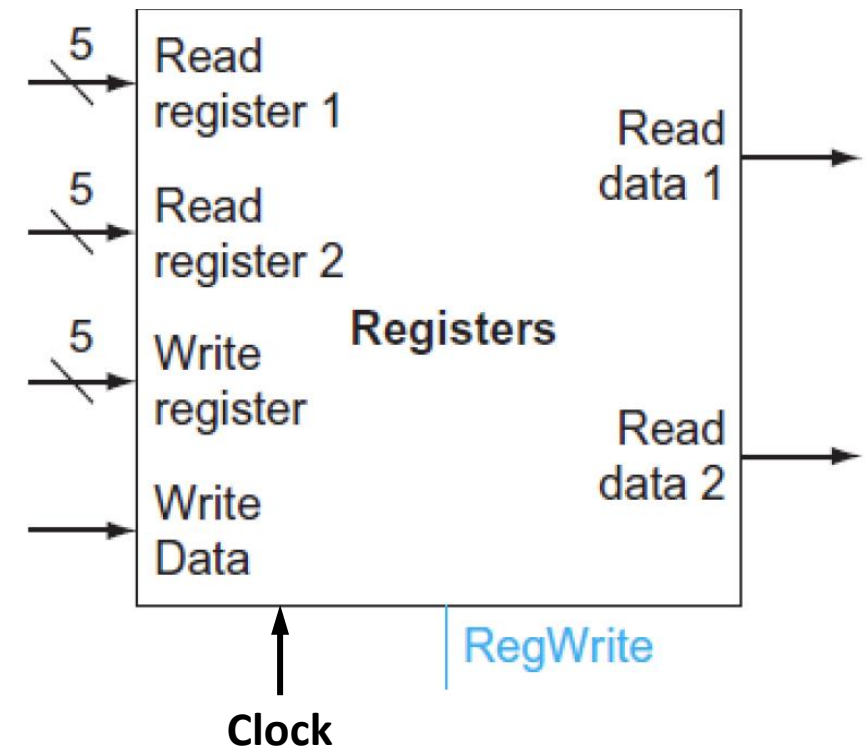 5
Read
register 1
Read
data 1
5
Read
register 2
Registers
5
Write
register
Read
data 2
Write
Data
RegWrite
Clock